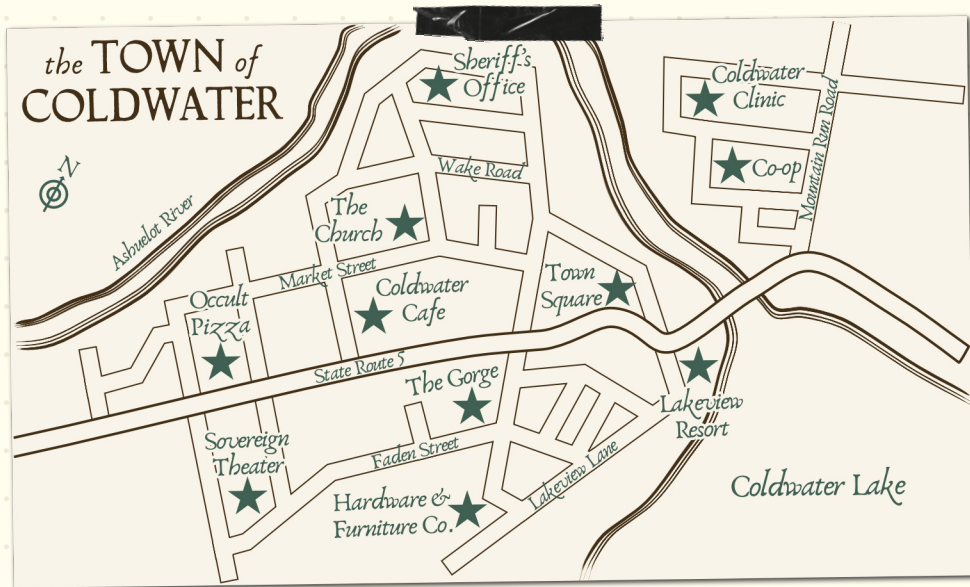 the TOWN of
COLDWATER
N
Ashuelot River
Sheriff's
Office
Wake Road
The
Church
Market Street
Coldwater
Cafe
Occult
Pizza
State Route 5
Town
Square
Coldwater
Clinic
Co-op
Mountain Run Road
The Gorge
Faden Street
Sovereign
Theater
Hardware &
Furniture Co.
Lakeview Lane
Lakeview
Resort
Coldwater Lake